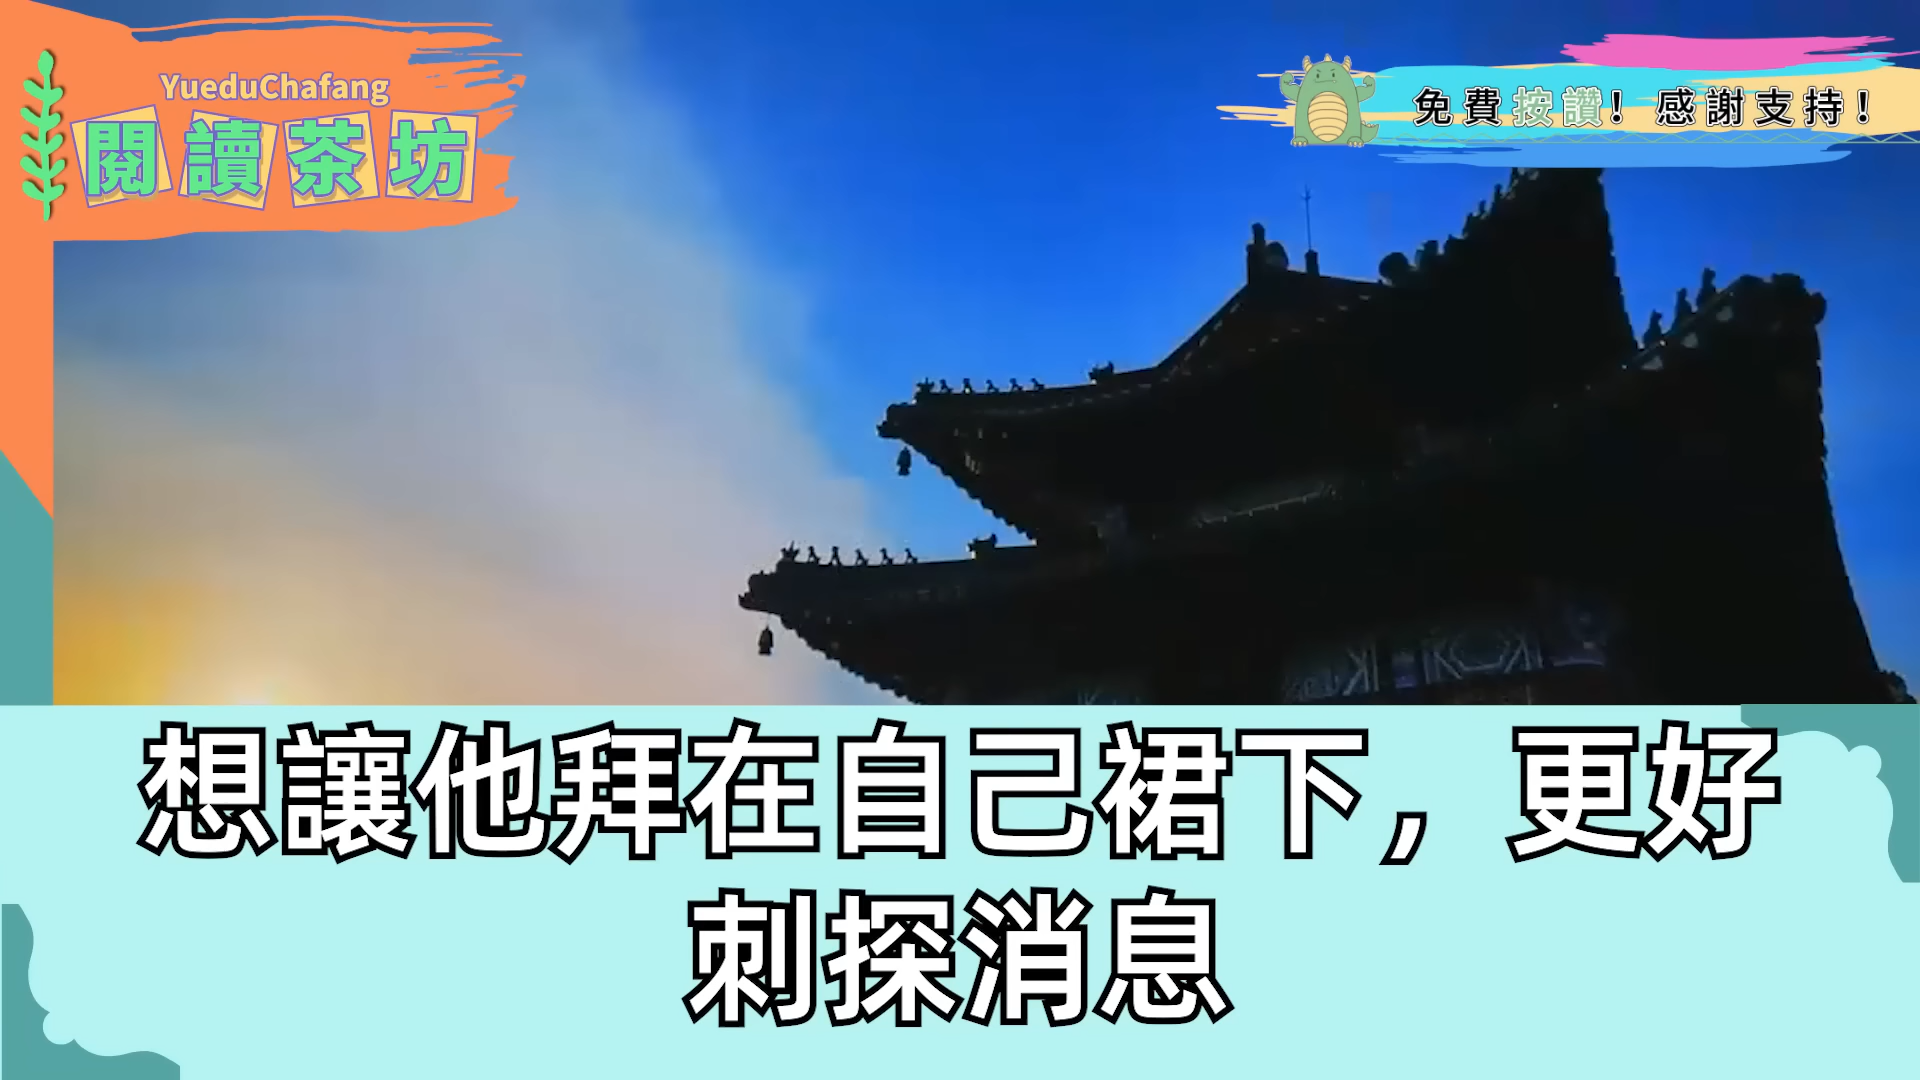 YueduChafang
閱讀茶坊
免費按讚！感謝支持！
想讓他拜在自己裙下，更好
刺探消息